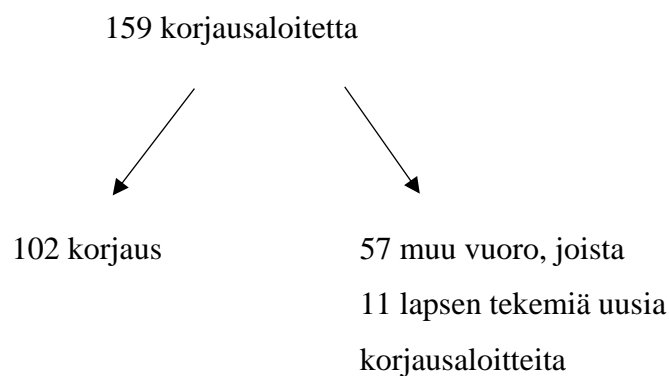 159 korjausaloitetta
102 korjaus
57 muu vuoro, joista
11 lapsen tekemiä uusia
korjausaloitteita